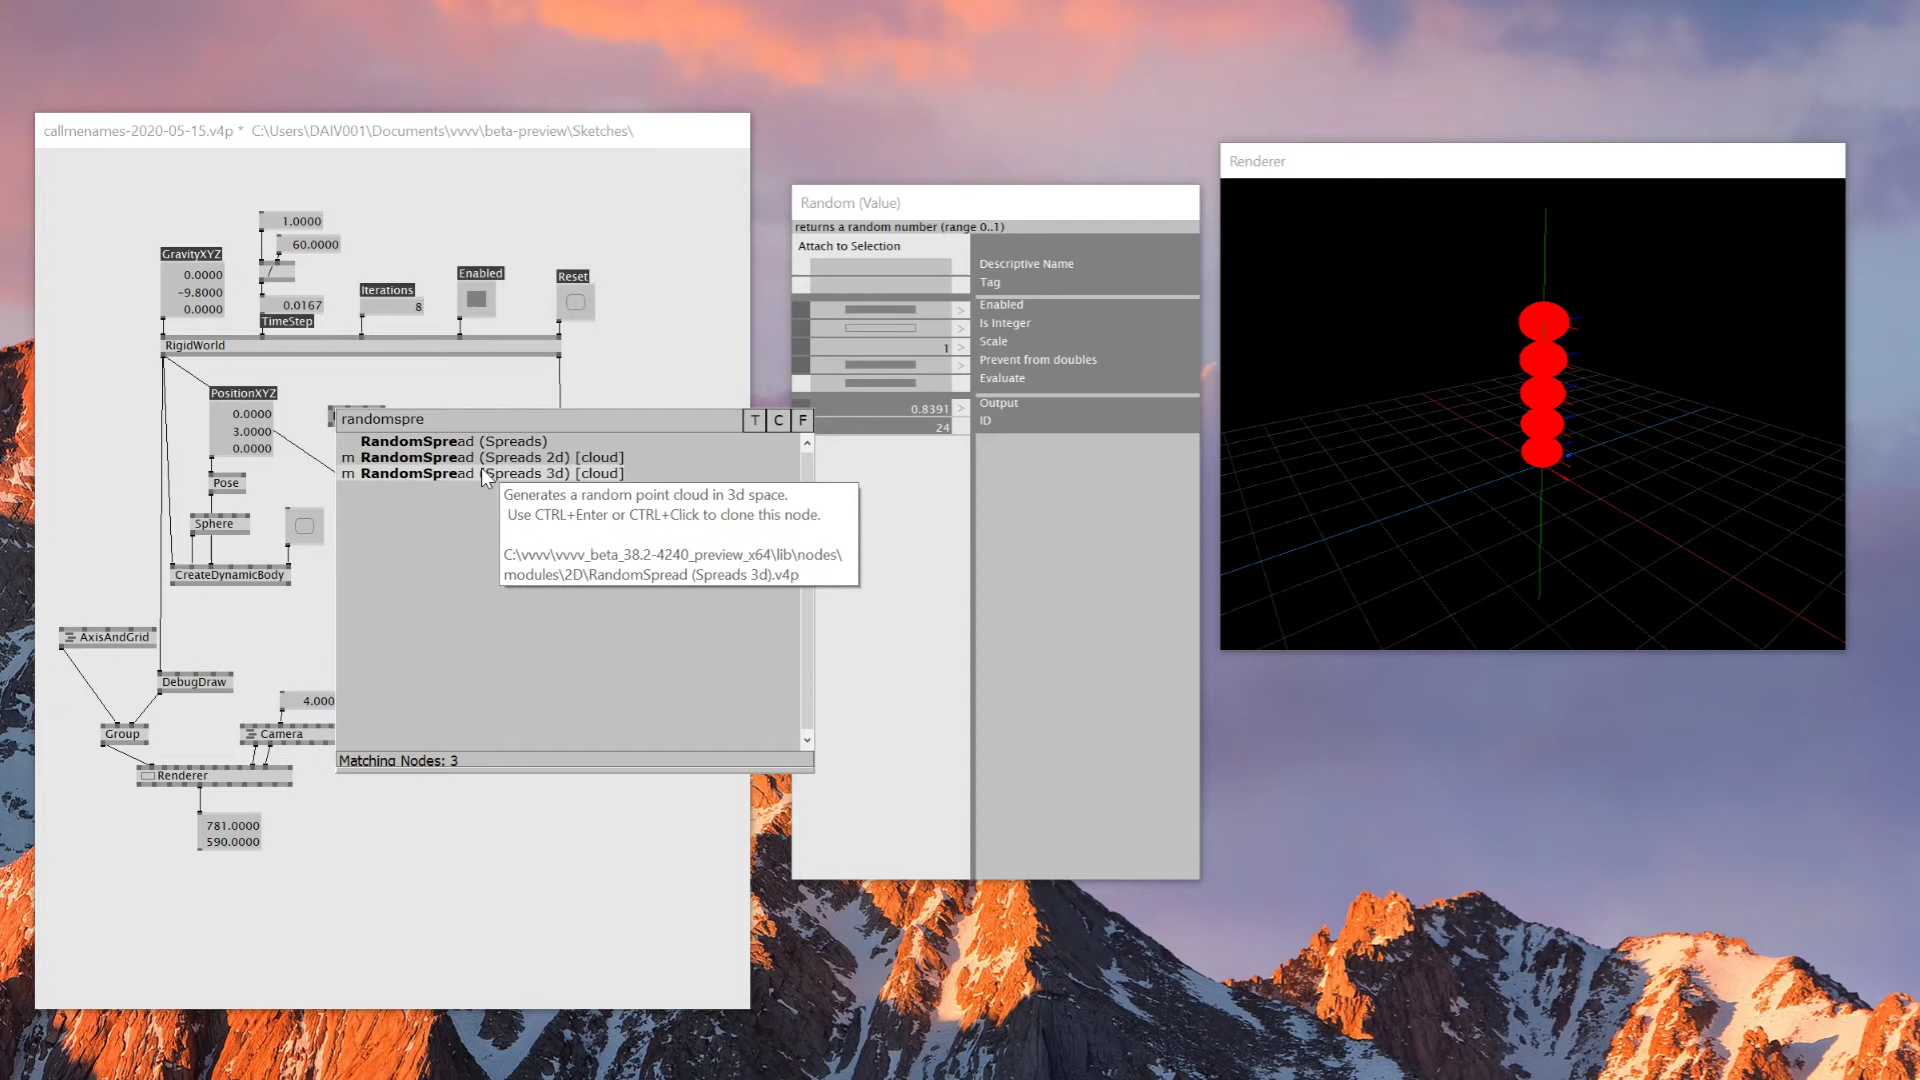 callmenames-2020-05-15.v4p * C:\Users\DAIV001\Documents\vvvv\beta-preview\Sketches\
1.0000
60.0000
GravityXYZ
0.0000
-9.8000
0.0000
/
0.0167
TimeStep
Iterations
8
Enabled
Reset
RigidWorld
PositionXYZ
0.0000
3.0000
0.0000
Pose
Sphere
CreateDynamicBody
AxisAndGrid
DebugDraw
4.000
Group
Camera
Renderer
781.0000
590.0000
randomspre
T C F
RandomSpread (Spreads)
m RandomSpread (Spreads 2d) [cloud]
m RandomSpread (Spreads 3d) [cloud]
Generates a random point cloud in 3d space.
Use CTRL+Enter or CTRL+Click to clone this node.
C:\vvvv\vvvv_beta_38.2-4240_preview_x64\lib\nodes\
modules\2D\RandomSpread (Spreads 3d).v4p
Matching Nodes: 3
Random (Value)
returns a random number (range 0..1)
Attach to Selection
Descriptive Name
Tag
> Enabled
> Is Integer
1 > Scale
> Prevent from doubles
Evaluate
0.8391 > Output
24 ID
Renderer